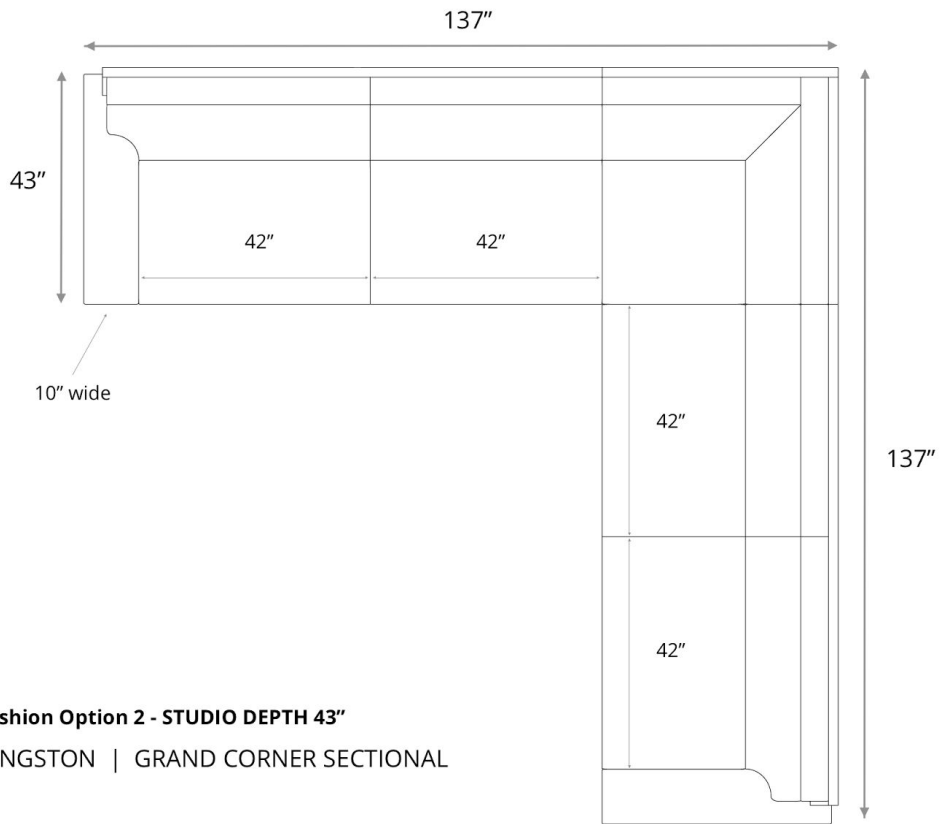 137”
43”
42”
42”
10” wide
42”
137”
42”
shion Option 2 - STUDIO DEPTH 43”
NGSTON | GRAND CORNER SECTIONAL